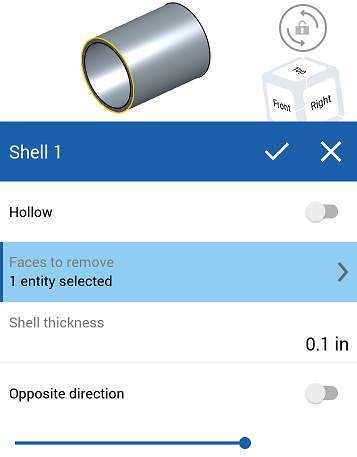 Top
Front
Right
Shell 1
Hollow
Faces to remove
1 entity selected
Shell thickness
0.1 in
Opposite direction